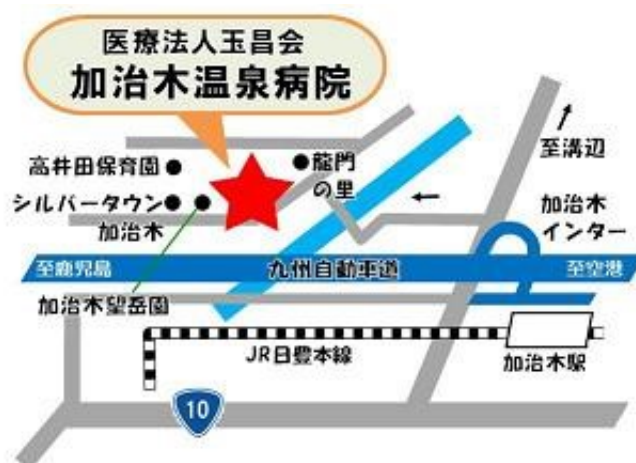 医療法人玉昌会
加治木温泉病院
高井田保育園
龍門
の里
至溝辺
シルバータウン
加治木
加治木
インター
至鹿児島
九州自動車道
至空港
加治木望岳園
JR日豊本線
加治木駅
10